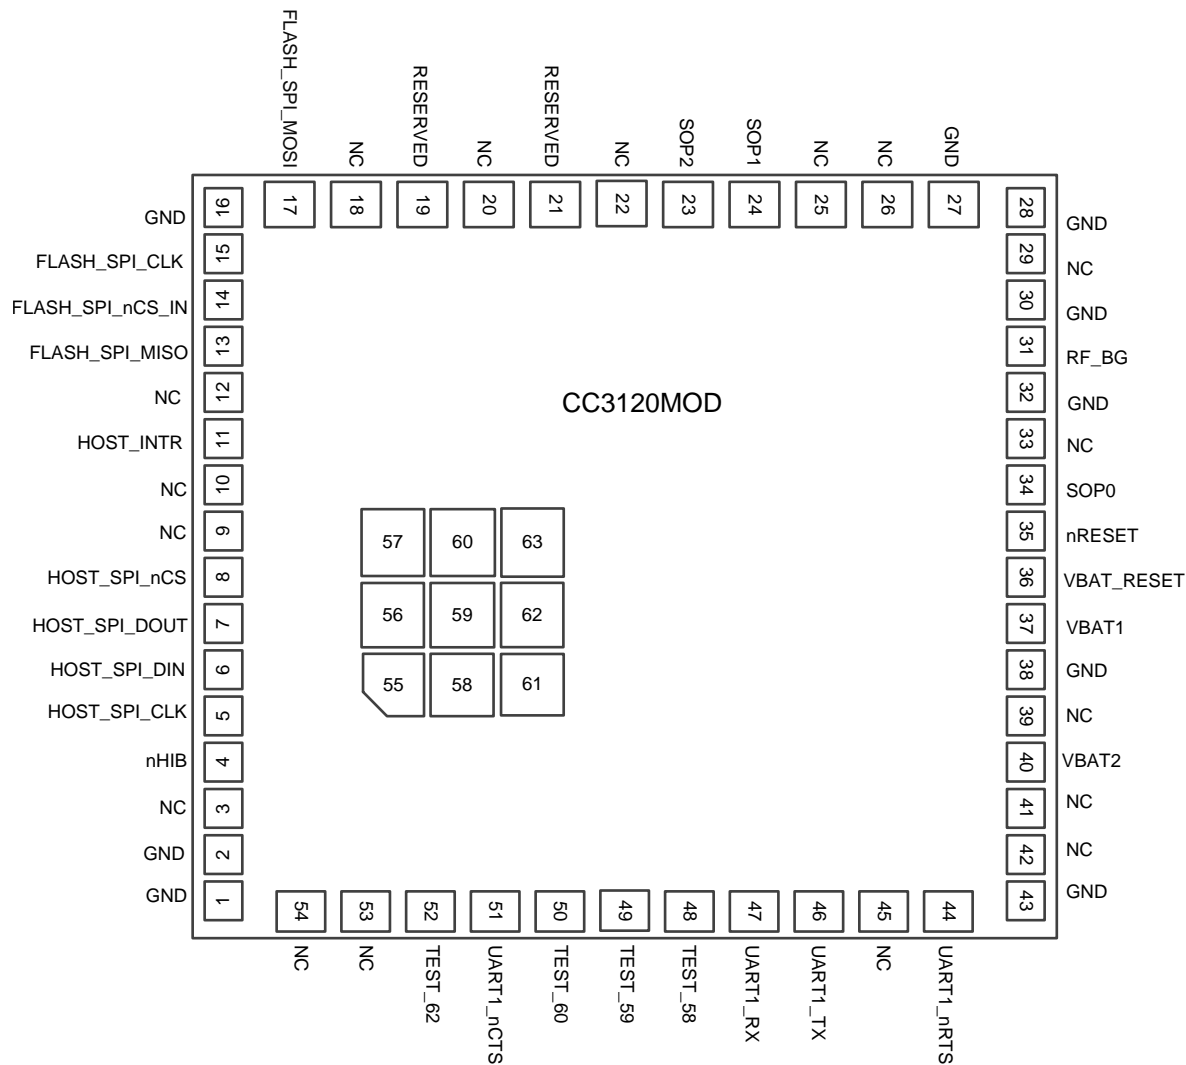 FLASH_SPI_MOSI
NC
RESERVED
NC
RESERVED
NC
SOP2
SOP1
NC
NC
GND
17
18
19
20
21
22
23
24
25
26
27
GND 16
FLASH_SPI_CLK 15
FLASH_SPI_nCS_IN 14
FLASH_SPI_MISO 13
NC 12
HOST_INTR 11
NC 10
NC 9
HOST_SPI_nCS 8
HOST_SPI_DOUT 7
HOST_SPI_DIN 6
HOST_SPI_CLK 5
nHIB 4
NC 3
GND 2
GND 1
CC3120MOD
57 60 63
56 59 62
55 58 61
28 GND
29 NC
30 GND
31 RF_BG
32 GND
33 NC
34 SOP0
35 nRESET
36 VBAT_RESET
37 VBAT1
38 GND
39 NC
40 VBAT2
41 NC
42 NC
43 GND
54
53
52
51
50
49
48
47
46
45
44
NC
NC
TEST_62
UART1_nCTS
TEST_60
TEST_59
TEST_58
UART1_RX
UART1_TX
NC
UART1_nRTS